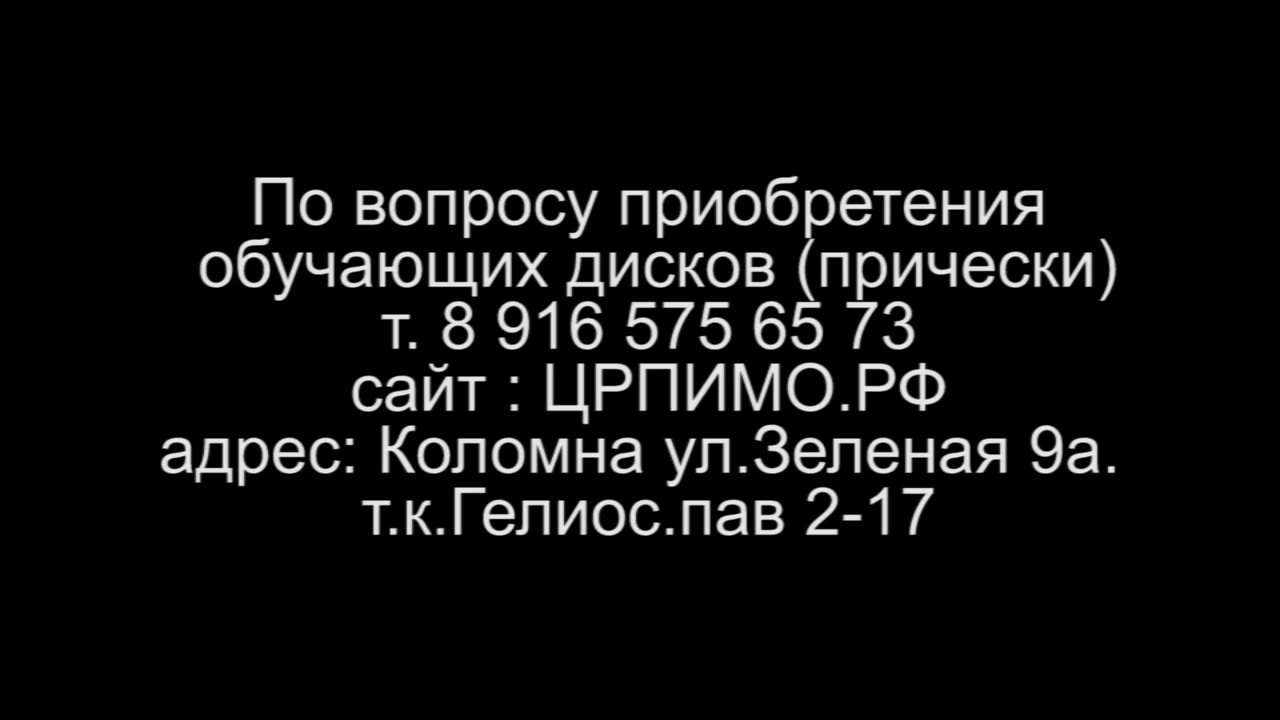 По вопросу приобретения
обучающих дисков (прически)
т. 8 916 575 65 73
сайт : ЦРПИМО.РФ
адрес: Коломна ул.Зеленая 9а.
т.к.Гелиос.пав 2-17